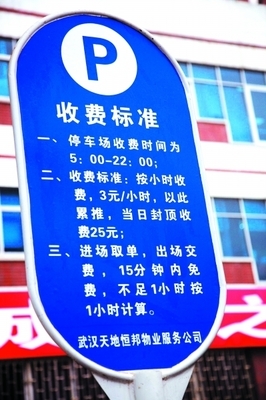 P
收费标准
一、停车场收费时间为
5：00-22：00；
二、收费标准：按小时收
费，3元/小时，以此
累推，当日封顶收
费25元；
三、进场取单，出场交
费，15分钟内免
费，不足1小时按
1小时计算。
武汉天地恒邦物业服务公司
之